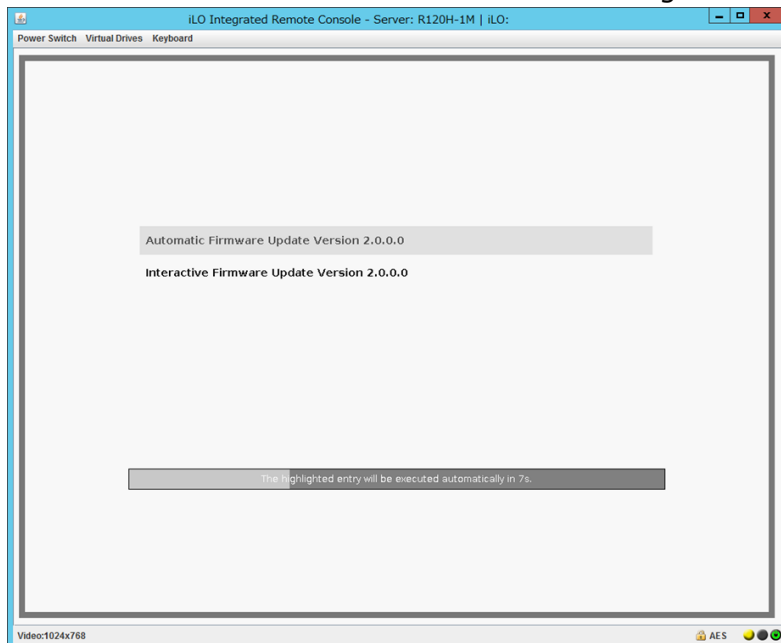 iLO Integrated Remote Console - Server: R120H-1M | iLO:
Power Switch Virtual Drives Keyboard
Automatic Firmware Update Version 2.0.0.0
Interactive Firmware Update Version 2.0.0.0
The highlighted entry will be executed automatically in 7s.
Video:1024x768 AES